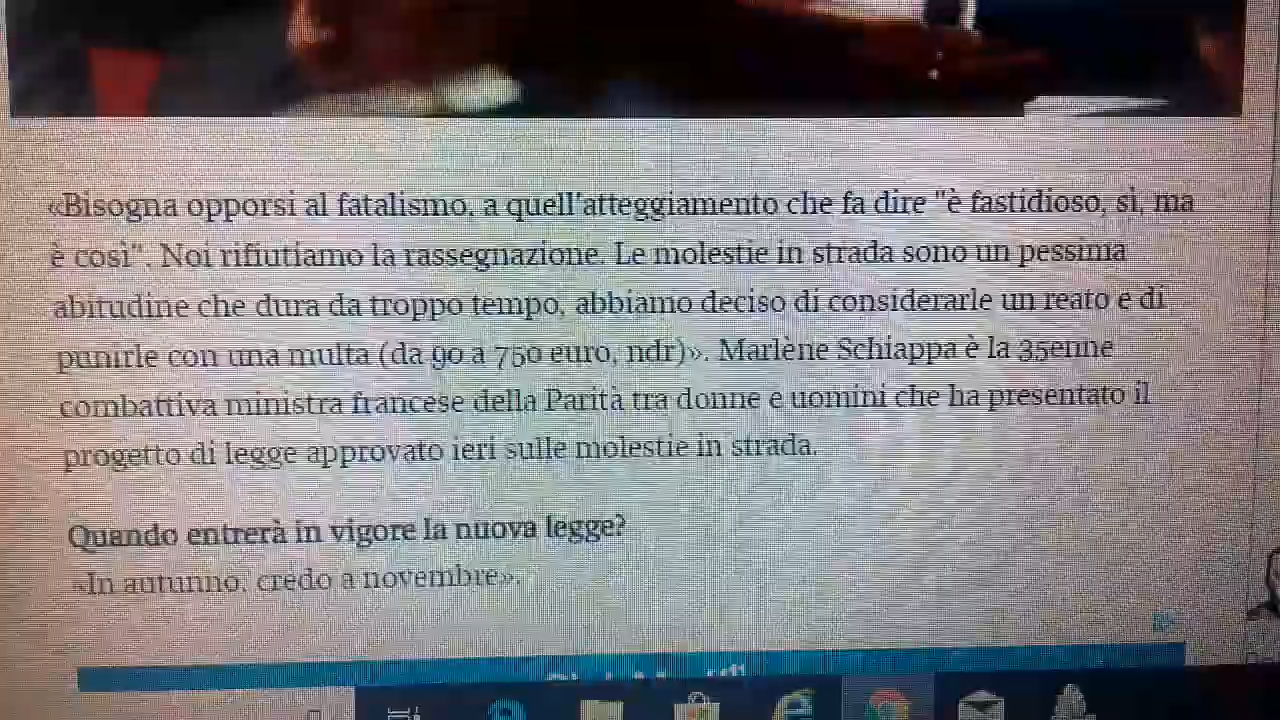 «Bisogna opporsi al fatalismo, a quell'atteggiamento che fa dire "è fastidioso, sì, ma
è così". Noi rifiutiamo la rassegnazione. Le molestie in strada sono un pessima
abitudine che dura da troppo tempo, abbiamo deciso di considerarle un reato e di
punirle con una multa (da 90 a 750 euro, ndr)». Marlène Schiappa è la 35enne
combattiva ministra francese della Parità tra donne e uomini che ha presentato il
progetto di legge approvato ieri sulle molestie in strada.
Quando entrerà in vigore la nuova legge?
«In autunno, credo a novembre».